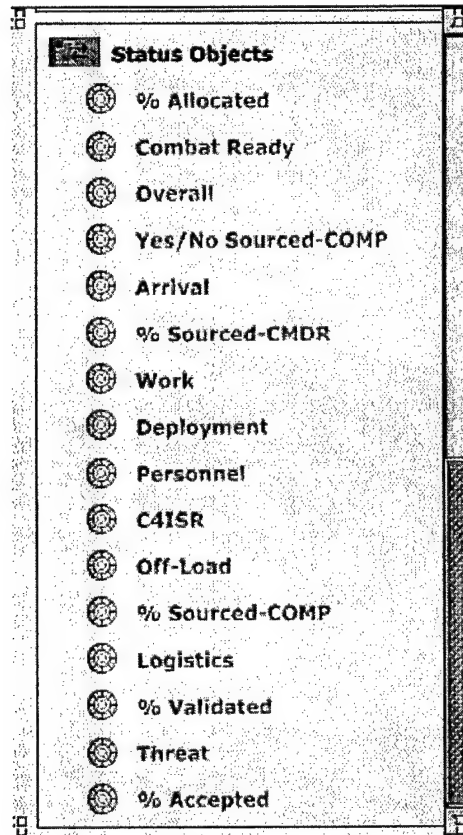 Status Objects
% Allocated
Combat Ready
Overall
Yes/No Sourced-COMP
Arrival
% Sourced-CMDR
Work
Deployment
Personnel
C4ISR
Off-Load
% Sourced-COMP
Logistics
% Validated
Threat
% Accepted